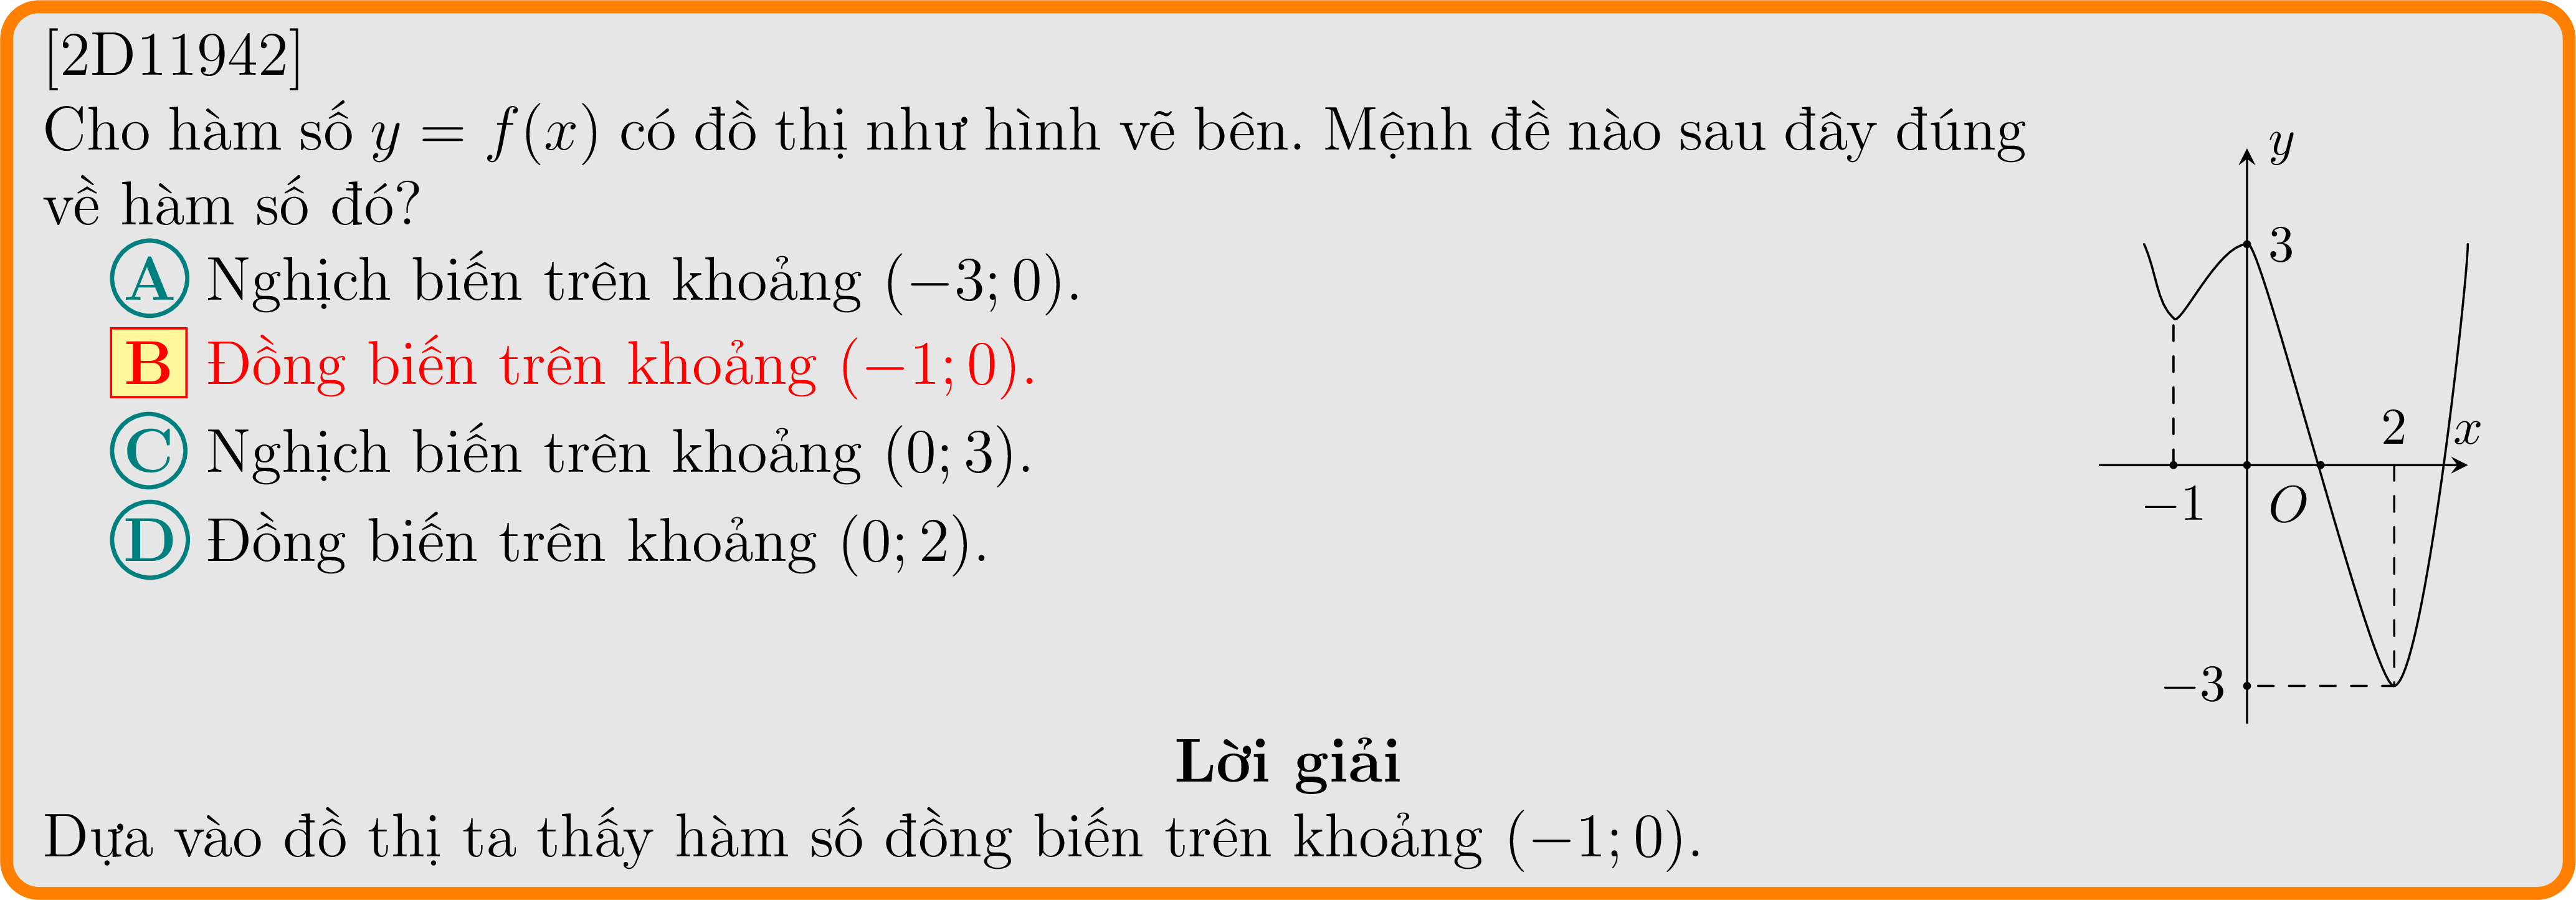 [2D11942]
Cho hàm số y = f(x) có đồ thị như hình vẽ bên. Mệnh đề nào sau đây đúng
về hàm số đó?
A Nghịch biến trên khoảng (−3; 0).
B Đồng biến trên khoảng (−1; 0).
C Nghịch biến trên khoảng (0; 3).
D Đồng biến trên khoảng (0; 2).
y
3
2
x
−1
O
−3
Lời giải
Dựa vào đồ thị ta thấy hàm số đồng biến trên khoảng (−1; 0).